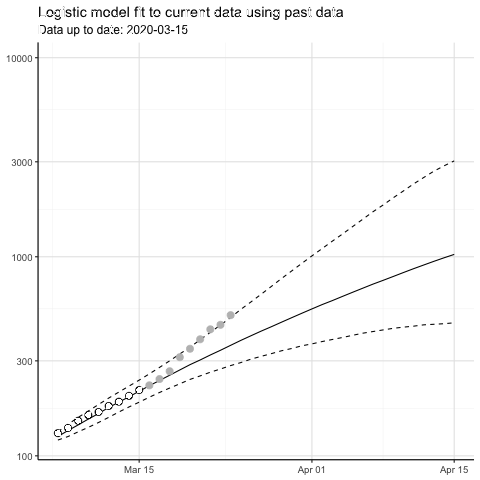 Logistic model fit to current data using past data
Data up to date: 2020-03-15
10000
3000
1000
300
100
Mar 15
Apr 01
Apr 15